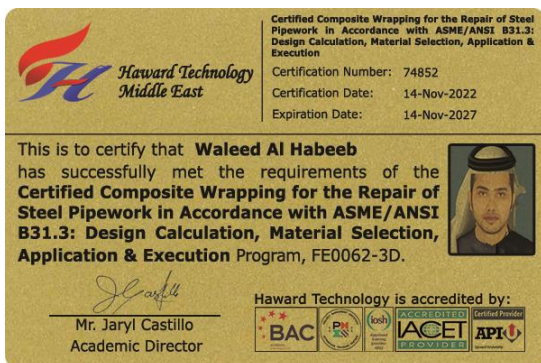 Haward Technology
Middle East
Certified Composite Wrapping for the Repair of Steel
Pipework in Accordance with ASME/ANSI B31.3:
Design Calculation, Material Selection, Application &
Execution
Certification Number: 74852
Certification Date: 14-Nov-2022
Expiration Date: 14-Nov-2027
This is to certify that Waleed Al Habeeb
has successfully met the requirements of the
Certified Composite Wrapping for the Repair of
Steel Pipework in Accordance with ASME/ANSI
B31.3: Design Calculation, Material Selection,
Application & Execution Program, FE0062-3D.
Mr. Jaryl Castillo
Academic Director
Haward Technology is accredited by:
BAC
iosh
ACCREDITED
IACET
PROVIDER
Certified Provider
API